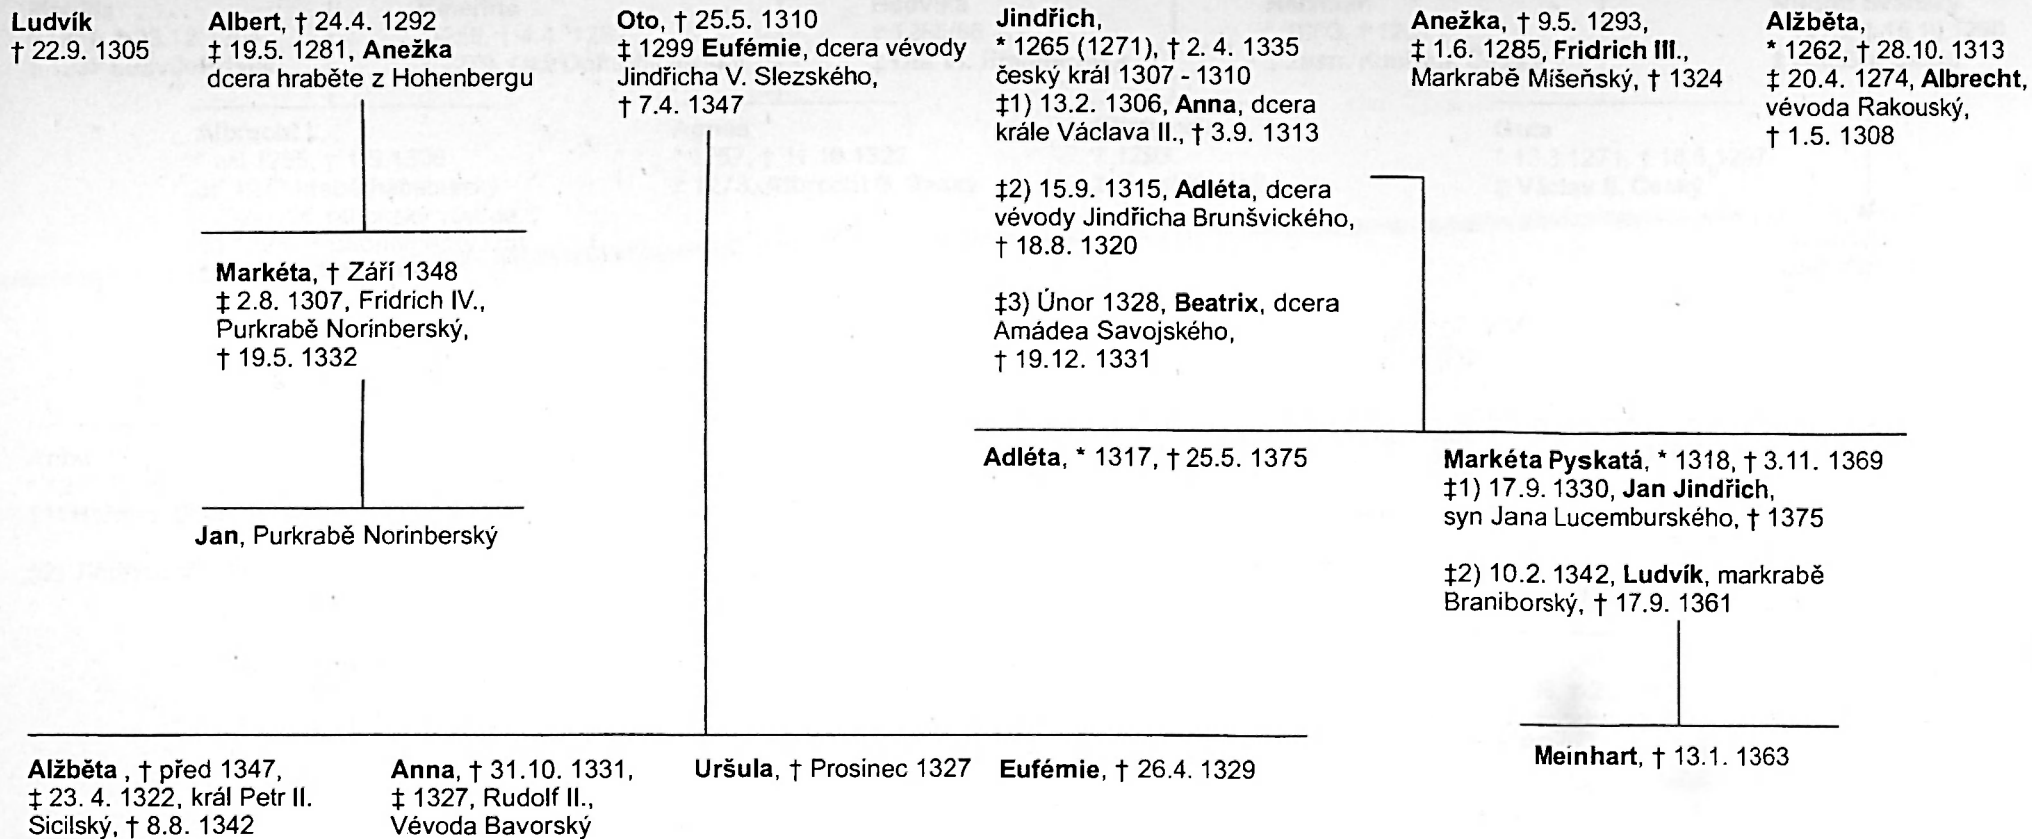 Ludvík
† 22.9. 1305
Albert, † 24.4. 1292
‡ 19.5. 1281, Anežka
dcera hraběte z Hohenbergu
Oto, † 25.5. 1310
‡ 1299 Eufémie, dcera vévody
Jindřicha V. Slezského,
† 7.4. 1347
Jindřich,
* 1265 (1271), † 2. 4. 1335
český král 1307 - 1310
‡1) 13.2. 1306, Anna, dcera
krále Václava II., † 3.9. 1313
‡2) 15.9. 1315, Adléta, dcera
vévody Jindřicha Brunšvického,
† 18.8. 1320
‡3) Únor 1328, Beatrix, dcera
Amádea Savojského,
† 19.12. 1331
Anežka, † 9.5. 1293,
‡ 1.6. 1285, Fridrich III.,
Markrabě Míšeňský, † 1324
Alžběta,
* 1262, † 28.10. 1313
‡ 20.4. 1274, Albrecht,
vévoda Rakouský,
† 1.5. 1308
Markéta, † Září 1348
‡ 2.8. 1307, Fridrich IV.,
Purkrabě Norinberský,
† 19.5. 1332
Jan, Purkrabě Norinberský
Adléta, * 1317, † 25.5. 1375
Markéta Pyskatá, * 1318, † 3.11. 1369
‡1) 17.9. 1330, Jan Jindřich,
syn Jana Lucemburského, † 1375
‡2) 10.2. 1342, Ludvík, markrabě
Braniborský, † 17.9. 1361
Meinhart, † 13.1. 1363
Alžběta , † před 1347,
‡ 23. 4. 1322, král Petr II.
Sicilský, † 8.8. 1342
Anna, † 31.10. 1331,
‡ 1327, Rudolf II.,
Vévoda Bavorský
Uršula, † Prosinec 1327
Eufémie, † 26.4. 1329